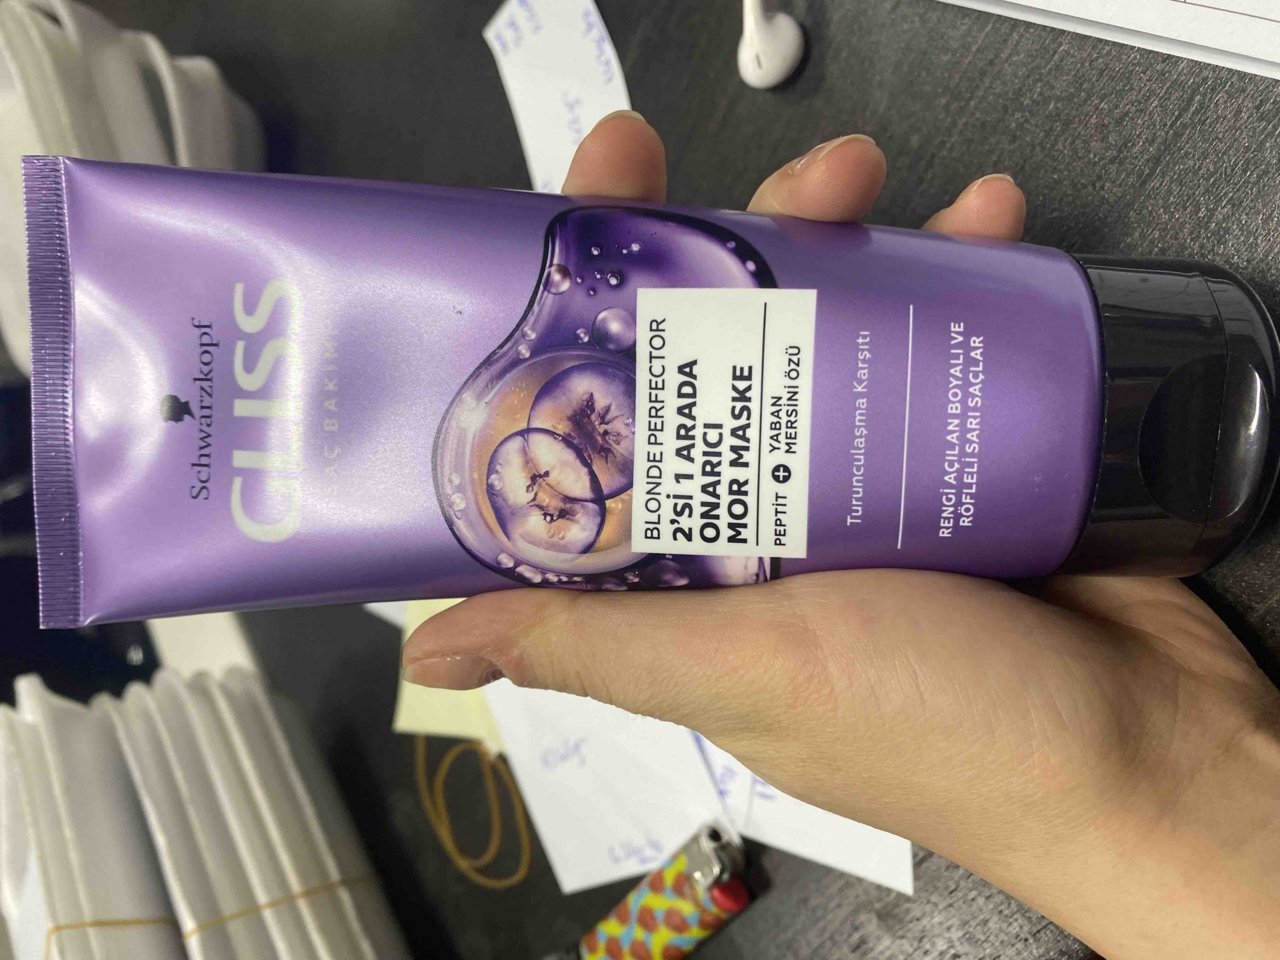 Schwarzkopf
GLISS
SAÇ BAKIMI
BLONDE PERFECTOR
2'Sİ 1 ARADA
ONARICI
MOR MASKE
PEPTİT + YABAN
MERSİNİ ÖZÜ
Turunculaşma Karşıtı
RENGİ AÇILAN BOYALI VE
RÖFLELİ SARI SAÇLAR